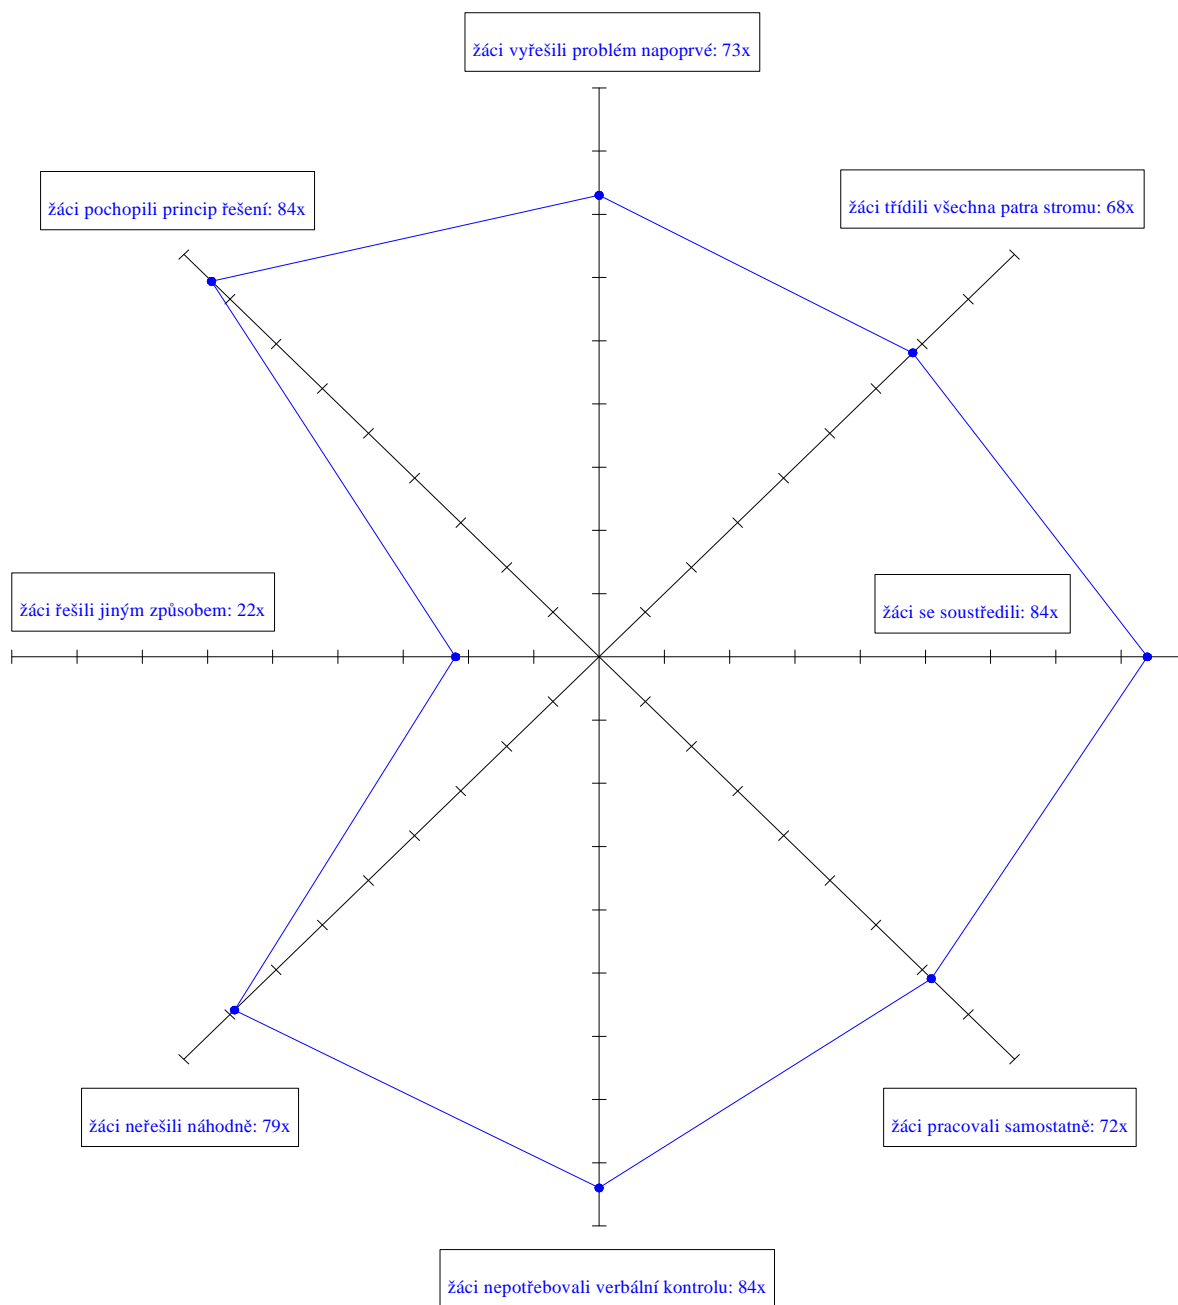 žáci vyřešili problém napoprvé: 73x
žáci pochopili princip řešení: 84x
žáci třídili všechna patra stromu: 68x
žáci řešili jiným způsobem: 22x
žáci se soustředili: 84x
žáci neřešili náhodně: 79x
žáci pracovali samostatně: 72x
žáci nepotřebovali verbální kontrolu: 84x